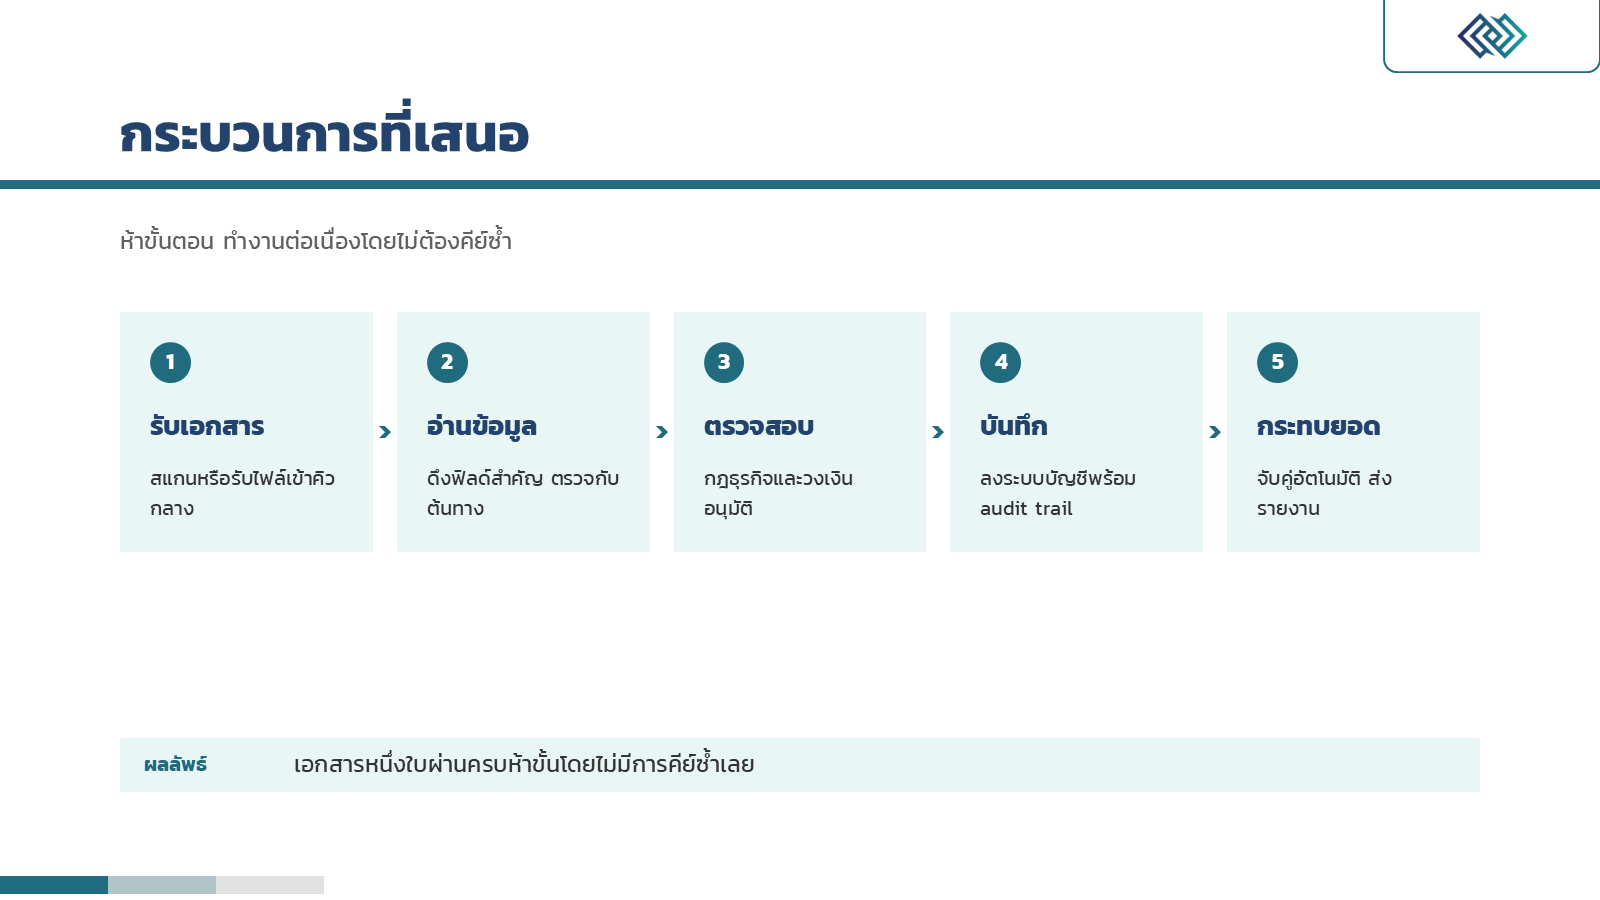 กระบวนการที่เสนอ
ห้าขั้นตอน ทำงานต่อเนื่องโดยไม่ต้องคีย์ซ้ำ
1
รับเอกสาร
สแกนหรือรับไฟล์เข้าคิว
กลาง
›
2
อ่านข้อมูล
ดึงฟิลด์สำคัญ ตรวจกับ
ต้นทาง
›
3
ตรวจสอบ
กฎธุรกิจและวงเงิน
อนุมัติ
›
4
บันทึก
ลงระบบบัญชีพร้อม
audit trail
›
5
กระทบยอด
จับคู่อัตโนมัติ ส่ง
รายงาน
ผลลัพธ์ เอกสารหนึ่งใบผ่านครบห้าขั้นโดยไม่มีการคีย์ซ้ำเลย